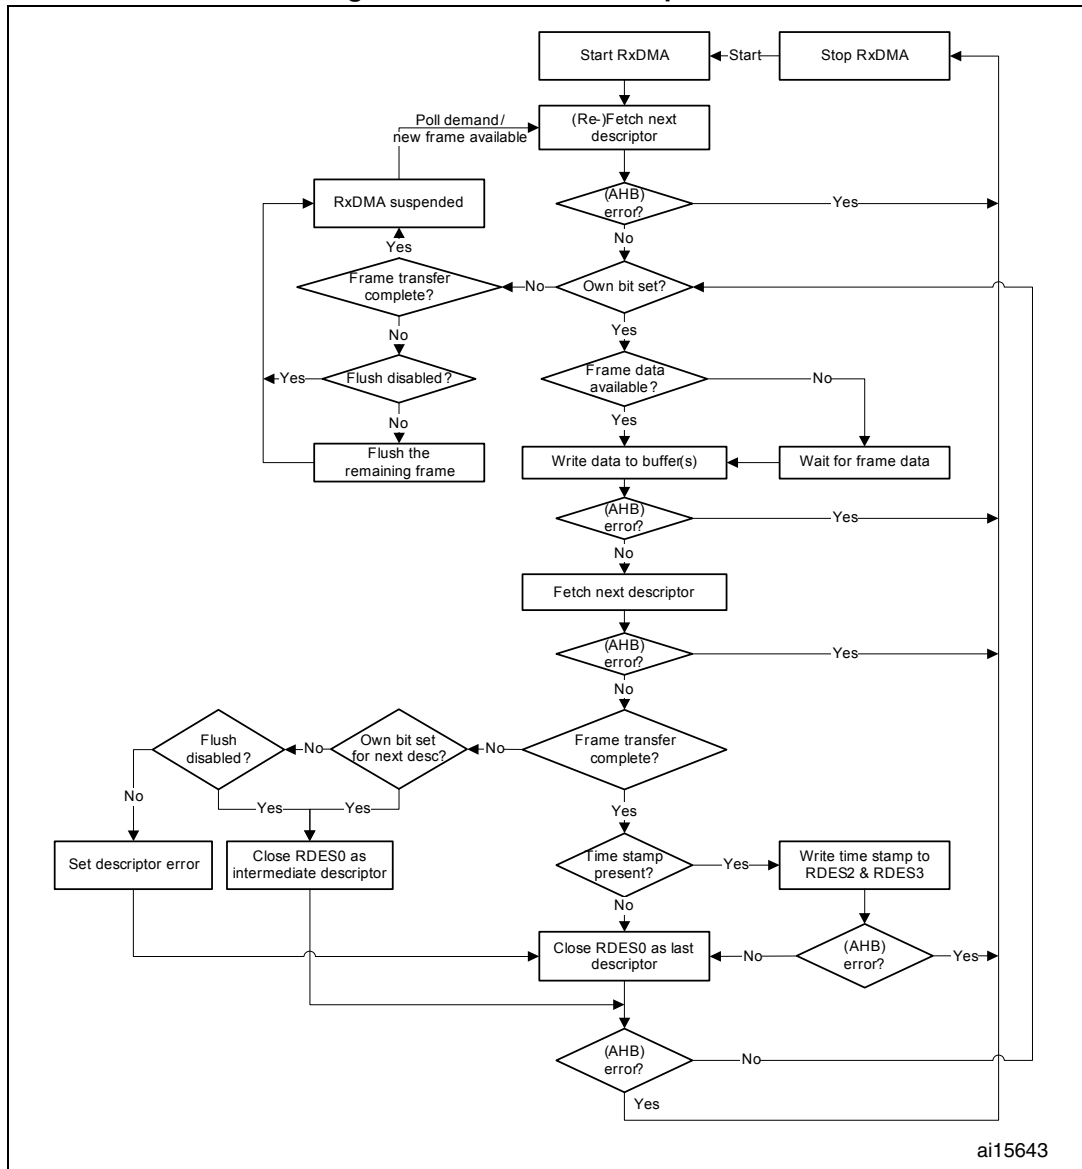 Start RxDMA
Start
Stop RxDMA
Poll demand/
new frame available
(Re-)Fetch next
descriptor
RxDMA suspended
(AHB)
error?
Yes
No
Yes
Frame transfer
complete?
No
Own bit set?
No
Yes
Yes
Flush disabled?
Frame data
available?
No
No
Yes
Flush the
remaining frame
Write data to buffer(s)
Wait for frame data
(AHB)
error?
Yes
No
Fetch next descriptor
(AHB)
error?
Yes
No
Flush
disabled?
No
Own bit set
for next desc?
No
Frame transfer
complete?
No
Yes
Yes
Yes
Set descriptor error
Close RDES0 as
intermediate descriptor
Time stamp
present?
Yes
Write time stamp to
RDES2 & RDES3
No
Close RDES0 as last
descriptor
No
(AHB)
error?
Yes
(AHB)
error?
No
Yes
ai15643